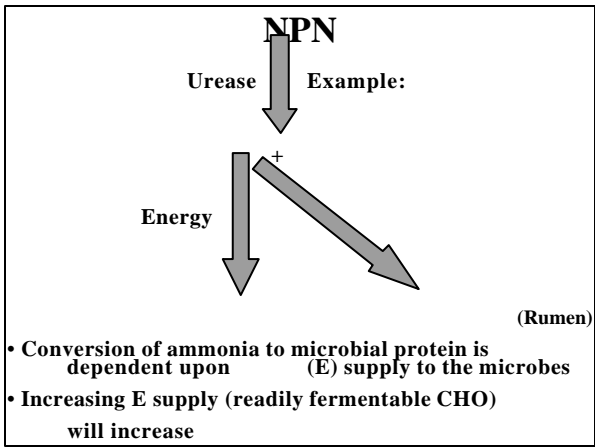 NPN
Urease Example:
+
Energy
(Rumen)
• Conversion of ammonia to microbial protein is
dependent upon (E) supply to the microbes
• Increasing E supply (readily fermentable CHO)
will increase